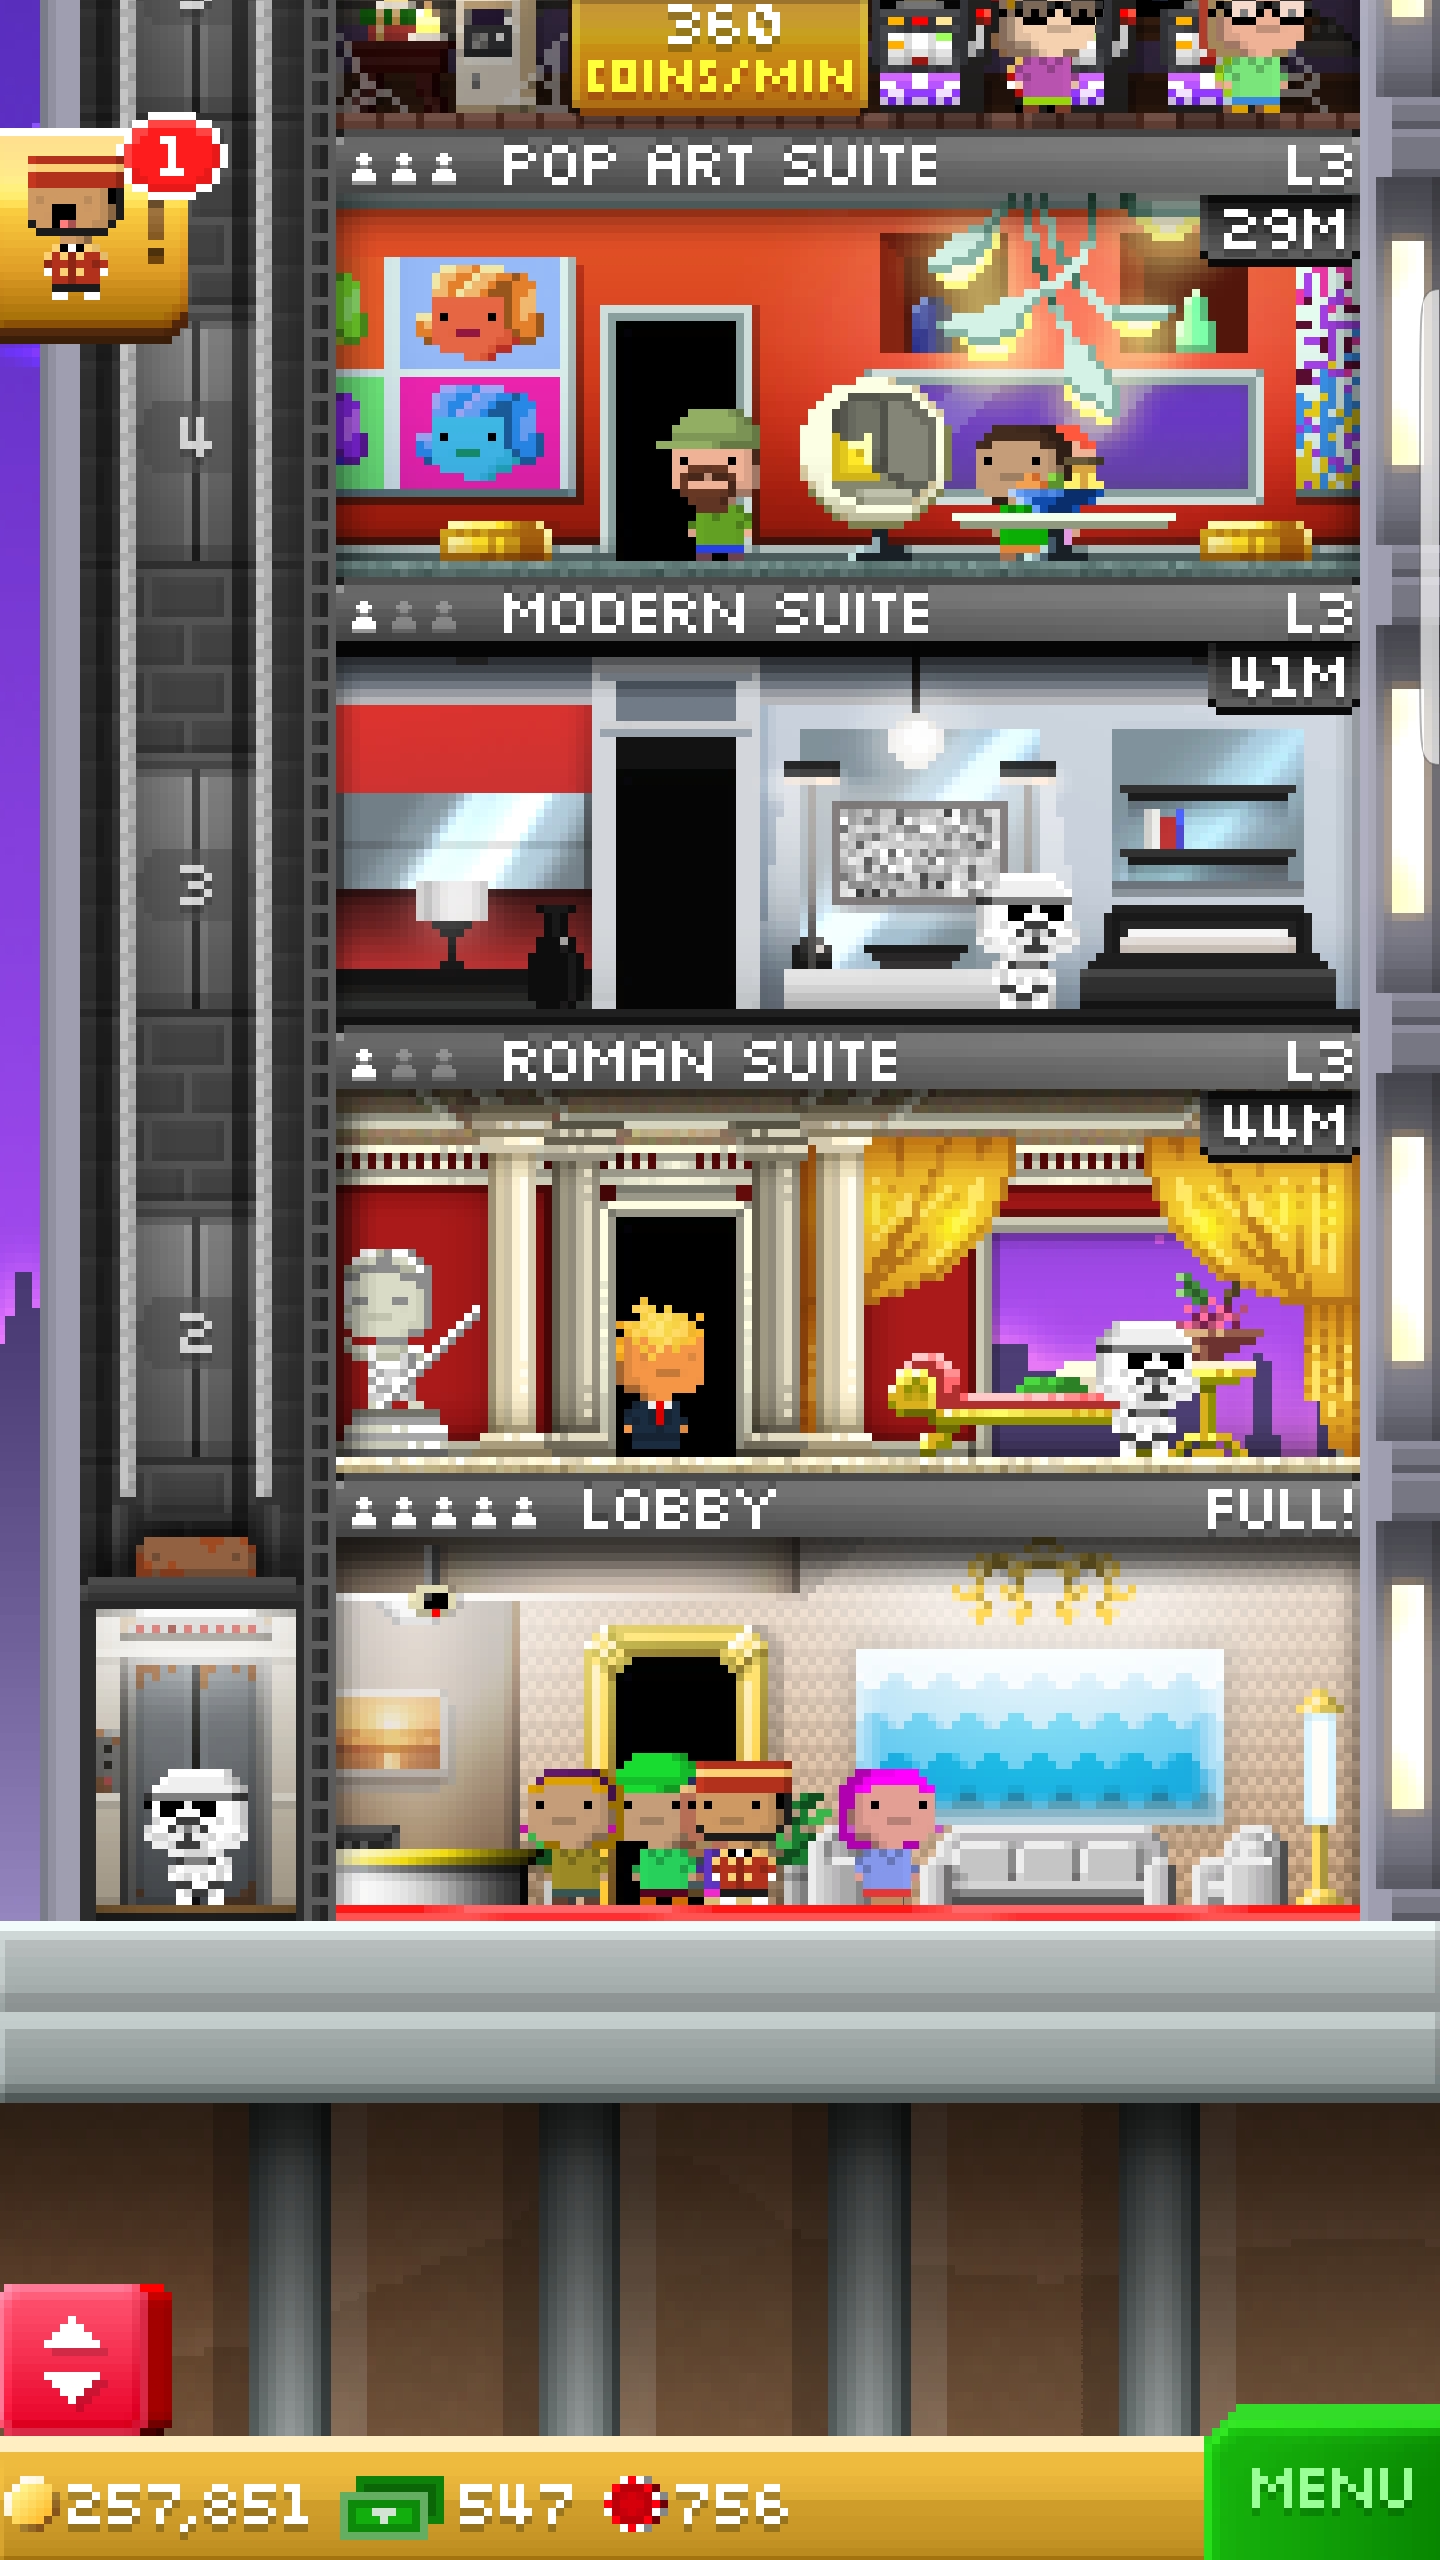 360
COINS/MIN
1
POP ART SUITE L3
29M
4
MODERN SUITE L3
41M
3
ROMAN SUITE L3
44M
2
LOBBY FULL!
257,851 547 756
MENU